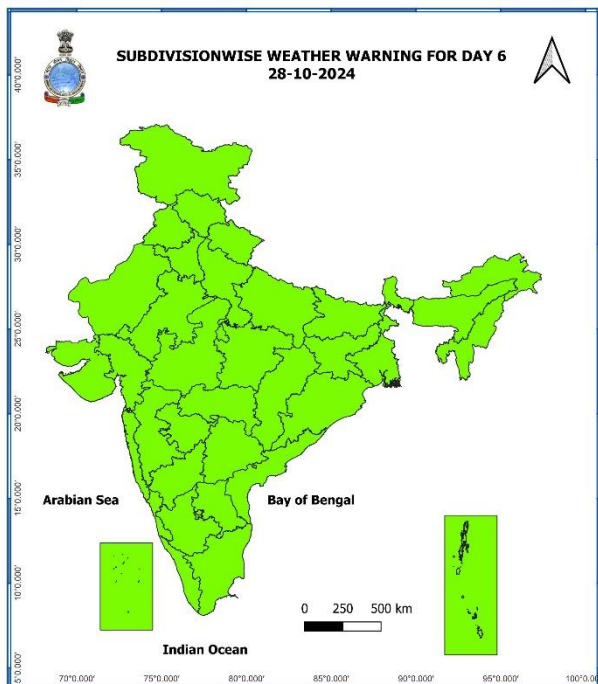 SUBDIVISIONWISE WEATHER WARNING FOR DAY 6
28-10-2024
40°0.000'
35°0.000'
30°0.000'
25°0.000'
20°0.000'
15°0.000'
10°0.000'
5°0.000'
Arabian Sea
Bay of Bengal
0 250 500 km
Indian Ocean
70°0.000' 75°0.000' 80°0.000' 85°0.000' 90°0.000' 95°0.000' 100°0.000'